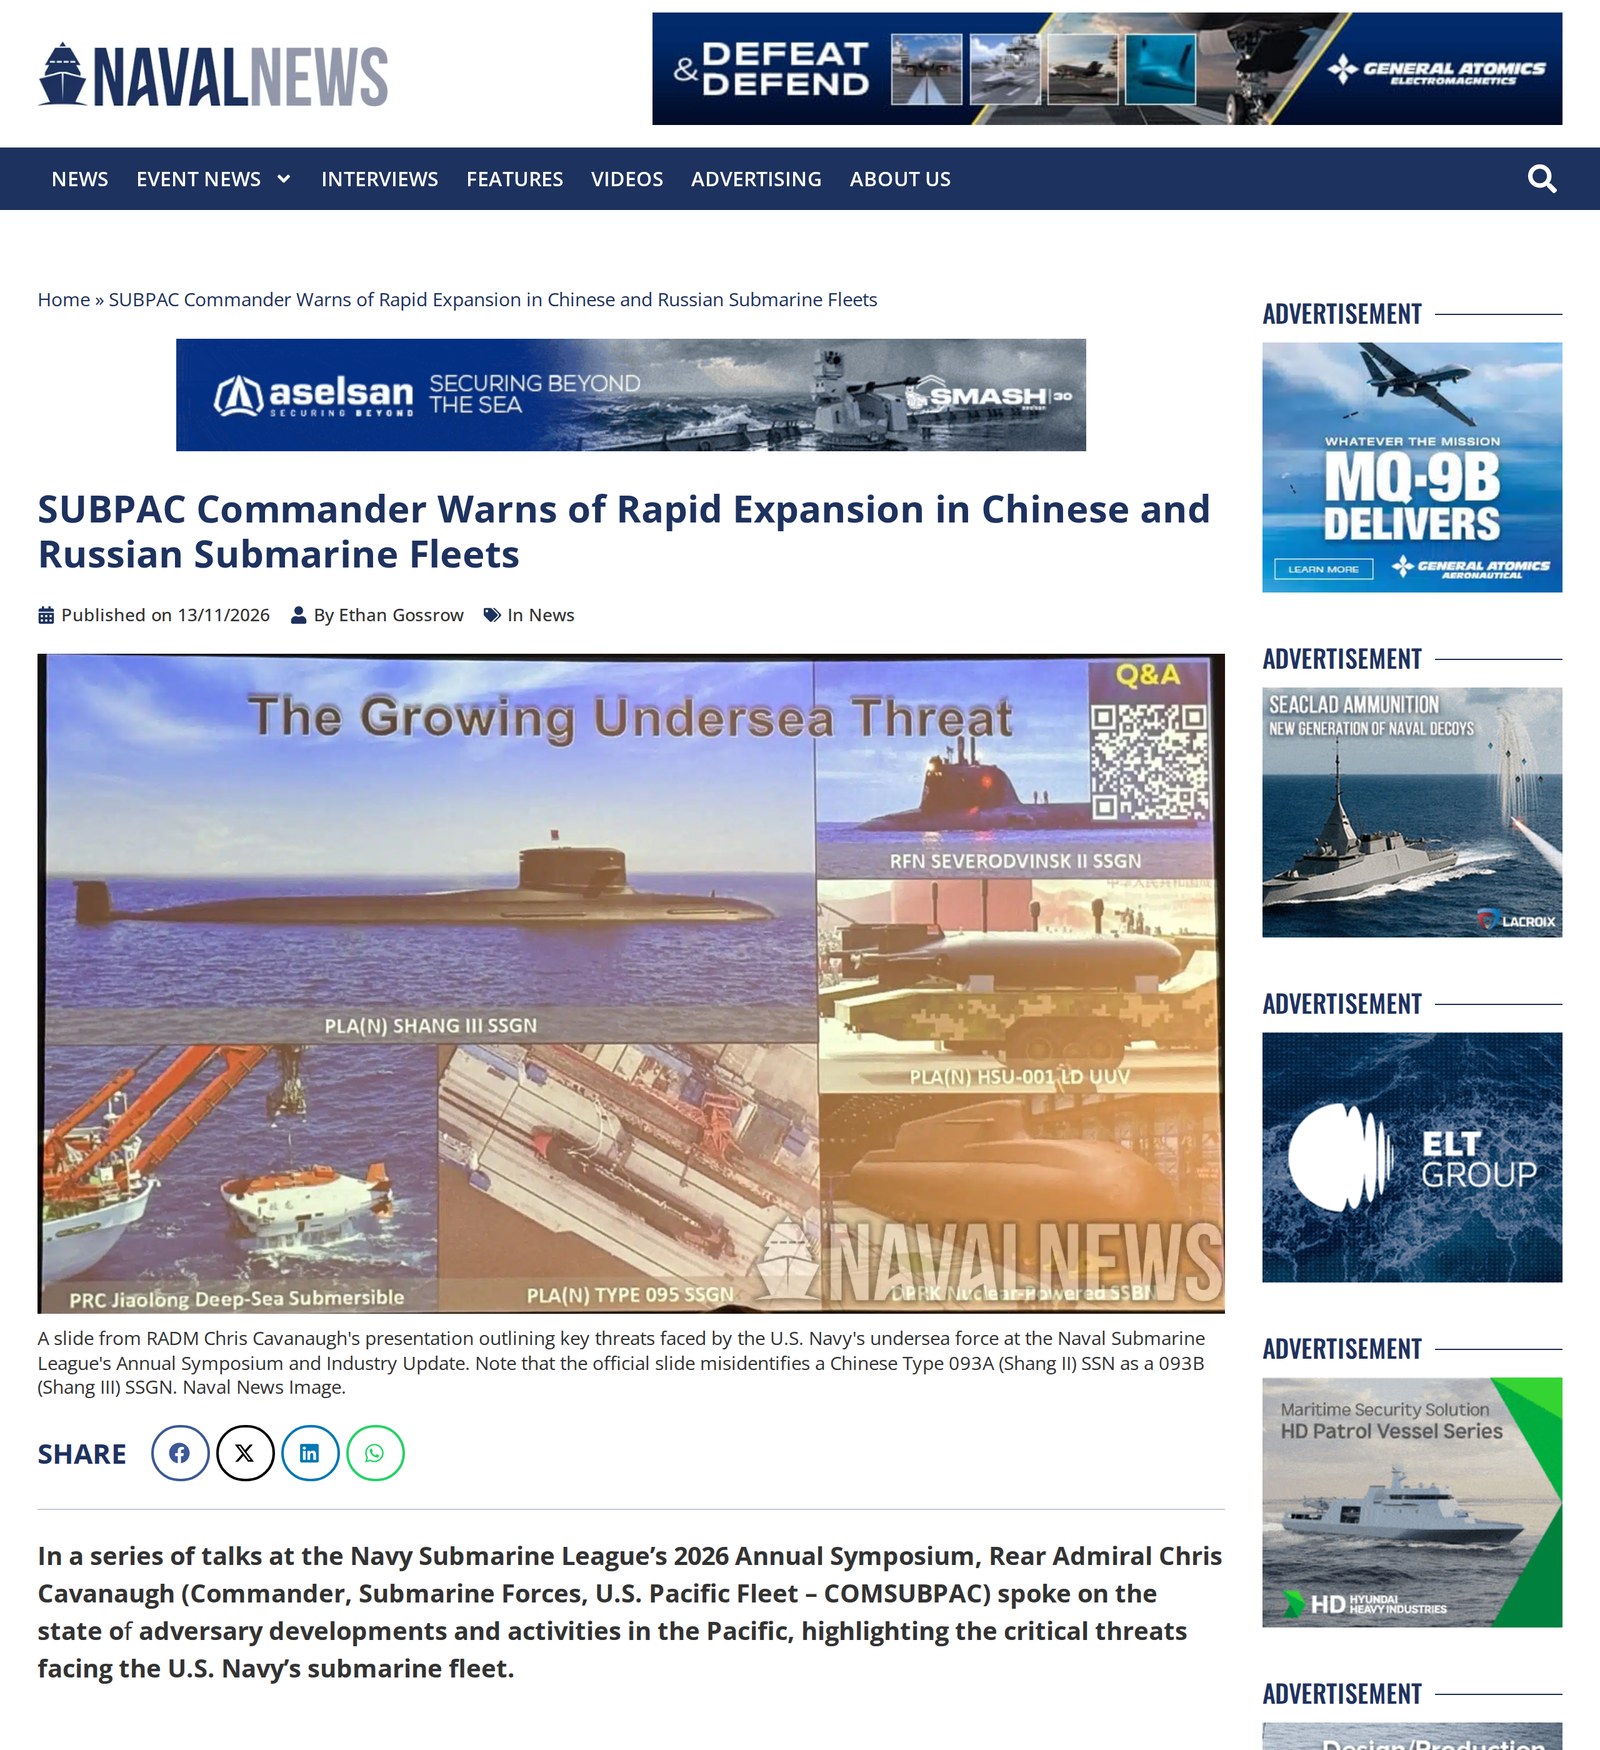 NAVALNEWS
& DEFEAT
DEFEND
GENERAL ATOMICS
ELECTROMAGNETICS
NEWS EVENT NEWS INTERVIEWS FEATURES VIDEOS ADVERTISING ABOUT US
Home » SUBPAC Commander Warns of Rapid Expansion in Chinese and Russian Submarine Fleets
aselsan
SECURING BEYOND
SECURING BEYOND
THE SEA
SMASH 30
aselsan
SUBPAC Commander Warns of Rapid Expansion in Chinese and
Russian Submarine Fleets
Published on 13/11/2026 By Ethan Gossrow In News
The Growing Undersea Threat
Q&A
RFN SEVERODVINSK II SSGN
PLA(N) SHANG III SSGN
PLA(N) HSU-001 LD UUV
PRC Jiaolong Deep-Sea Submersible
PLA(N) TYPE 095 SSGN
DPRK Nuclear-Powered SSBN
NAVALNEWS
A slide from RADM Chris Cavanaugh's presentation outlining key threats faced by the U.S. Navy's undersea force at the Naval Submarine
League's Annual Symposium and Industry Update. Note that the official slide misidentifies a Chinese Type 093A (Shang II) SSN as a 093B
(Shang III) SSGN. Naval News Image.
SHARE
In a series of talks at the Navy Submarine League’s 2026 Annual Symposium, Rear Admiral Chris
Cavanaugh (Commander, Submarine Forces, U.S. Pacific Fleet – COMSUBPAC) spoke on the
state of adversary developments and activities in the Pacific, highlighting the critical threats
facing the U.S. Navy’s submarine fleet.
ADVERTISEMENT
WHATEVER THE MISSION
MQ-9B
DELIVERS
LEARN MORE
GENERAL ATOMICS
AERONAUTICAL
ADVERTISEMENT
SEACLAD AMMUNITION
NEW GENERATION OF NAVAL DECOYS
LACROIX
ADVERTISEMENT
ELT
GROUP
ADVERTISEMENT
Maritime Security Solution
HD Patrol Vessel Series
HD HYUNDAI
HEAVY INDUSTRIES
ADVERTISEMENT
Design/Production